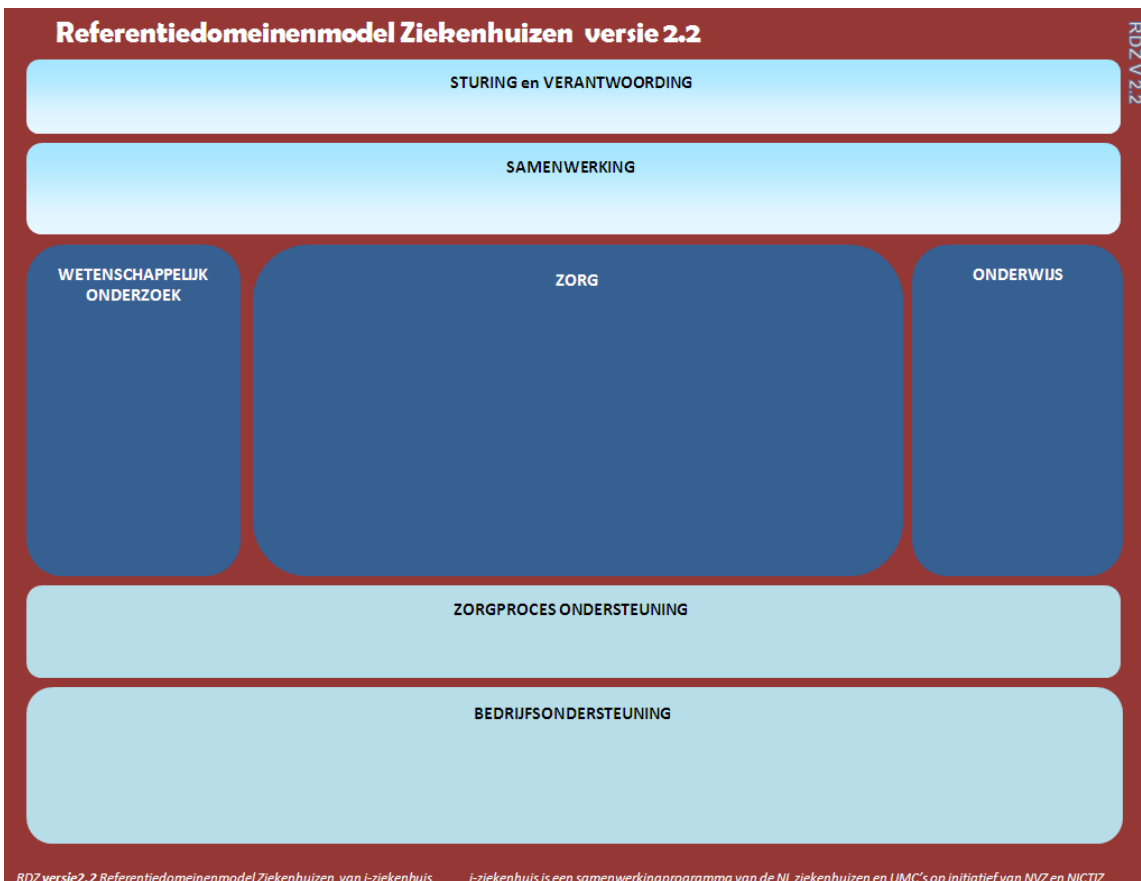 Referentiedomeinenmodel Ziekenhuizen versie 2.2
RDZ V 2.2
STURING en VERANTWOORDING
SAMENWERKING
WETENSCHAPPELIJK
ONDERZOEK
ZORG
ONDERWIJS
ZORGPROCES ONDERSTEUNING
BEDRIJFSONDERSTEUNING
RDZ versie2.2 Referentiedomeinenmodel Ziekenhuizen van i-ziekenhuis
i-ziekenhuis is een samenwerkingprogramma van de NL ziekenhuizen en UMC's op initiatief van NVZ en NICTIZ